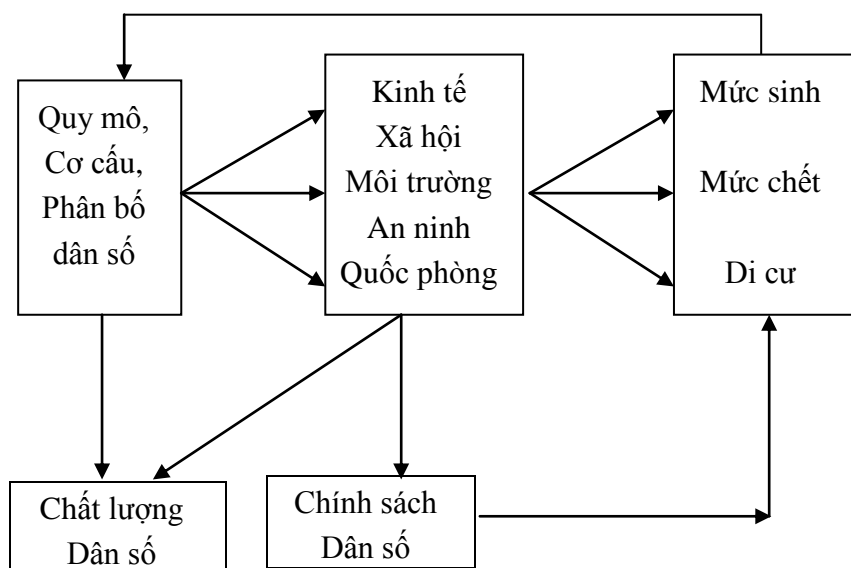 Quy mô,
Cơ cấu,
Phân bố
dân số
Kinh tế
Xã hội
Môi trường
An ninh
Quốc phòng
Mức sinh
Mức chết
Di cư
Chất lượng
Dân số
Chính sách
Dân số